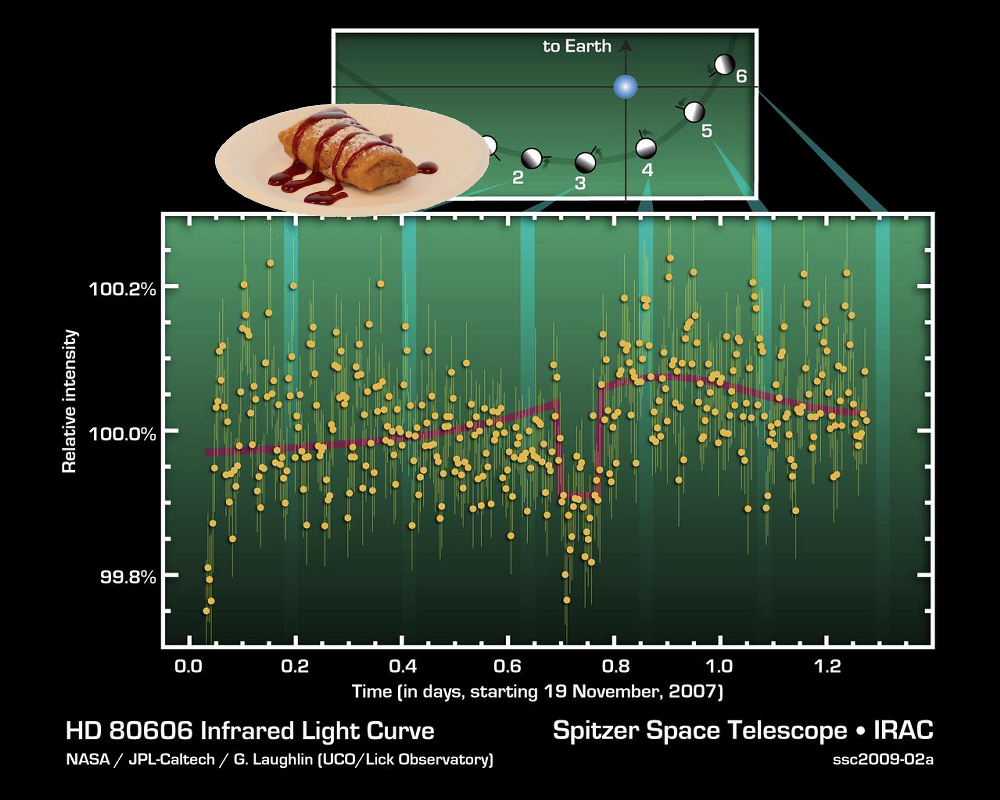 to Earth
6
5
4
3
2
100.2%
100.0%
99.8%
Relative intensity
0.0 0.2 0.4 0.6 0.8 1.0 1.2
Time (in days, starting 19 November, 2007)
HD 80606 Infrared Light Curve
Spitzer Space Telescope • IRAC
NASA / JPL-Caltech / G. Laughlin (UCO/Lick Observatory)
ssc2009-02a